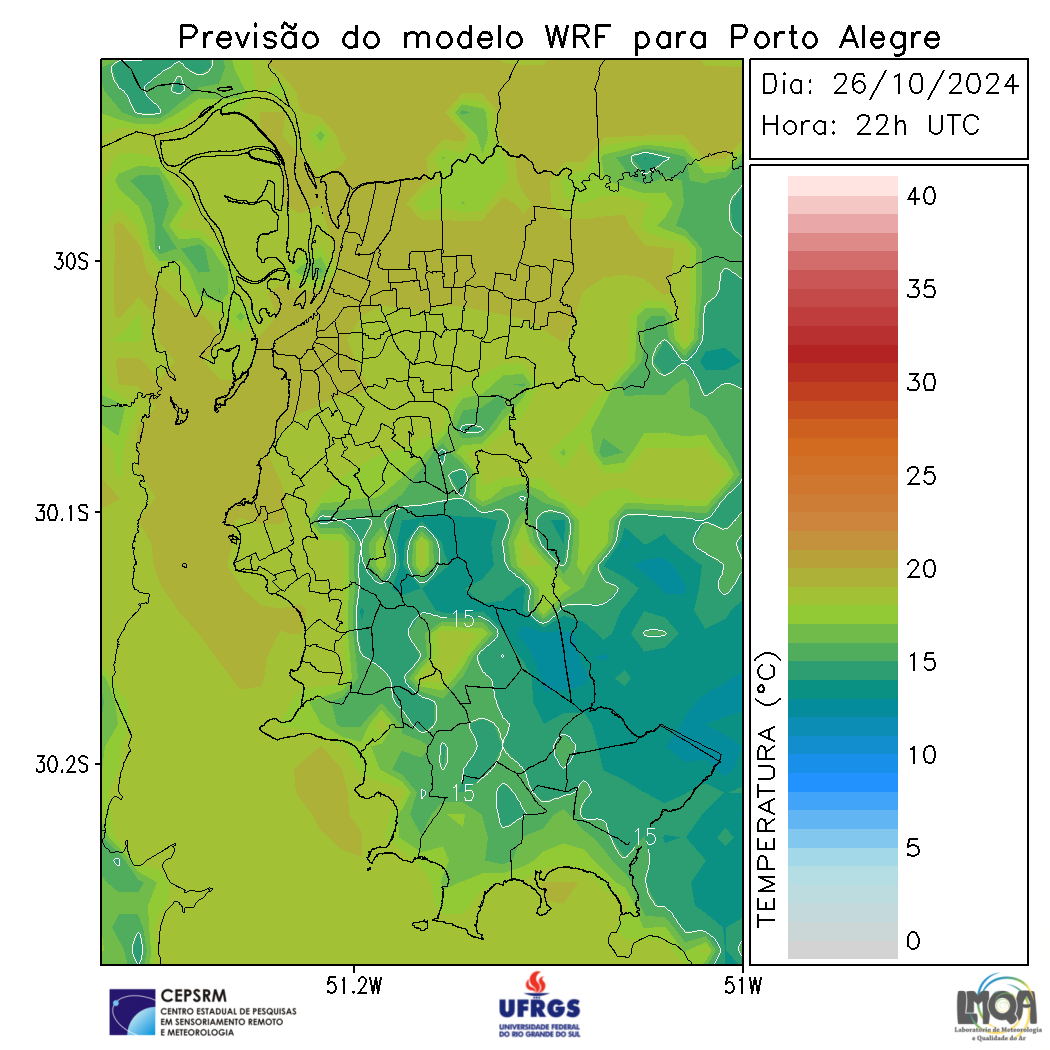 Previsão do modelo WRF para Porto Alegre
Dia: 26/10/2024
Hora: 22h UTC
40
35
30
25
20
15
10
5
0
TEMPERATURA (°C)
30S
30.1S
30.2S
51.2W
51W
15
15
15
CEPSRM
CENTRO ESTADUAL DE PESQUISAS
EM SENSORIAMENTO REMOTO
E METEOROLOGIA
UFRGS
UNIVERSIDADE FEDERAL
DO RIO GRANDE DO SUL
LMQA
Laboratório de Meteorologia
e Qualidade do Ar